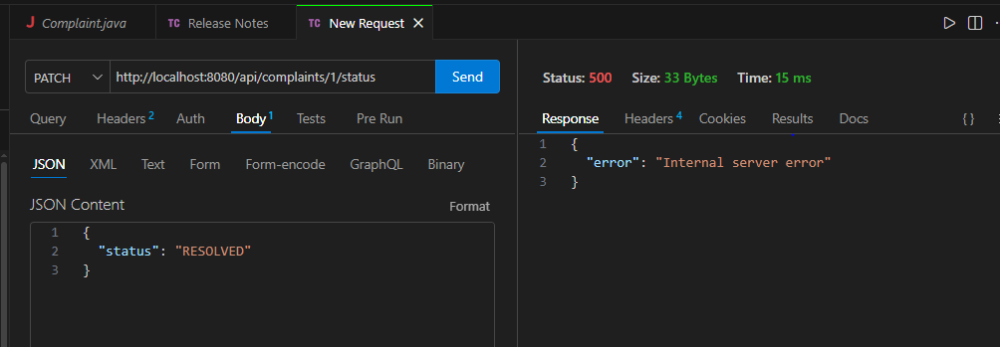 J Complaint.java TC Release Notes TC New Request
PATCH http://localhost:8080/api/complaints/1/status Send
Query Headers 2 Auth Body 1 Tests Pre Run
JSON XML Text Form Form-encode GraphQL Binary
JSON Content Format
1 {
2 "status": "RESOLVED"
3 }
Status: 500 Size: 33 Bytes Time: 15 ms
Response Headers 4 Cookies Results Docs { }
1 {
2 "error": "Internal server error"
3 }